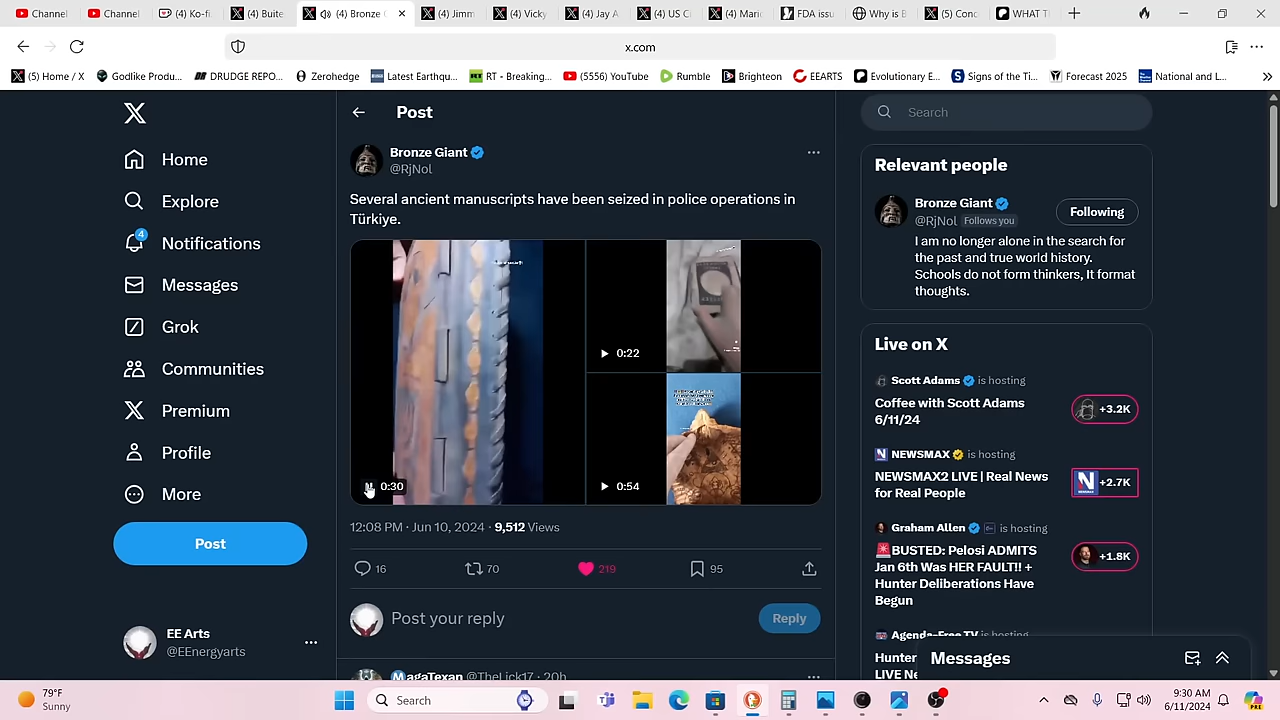 (4) Channel
Channel
(4) Ko-fi
(4) Buite
(4) Bronze G
(4) Jimm
(4) Vicky
(4) Jay A
(4) US C
(4) Mari
FDA issu
Why is B
(5) Conc
WHAT T
x.com
(5) Home / X
Godlike Produ...
DRUDGE REPO...
Zerohedge
Latest Earthqu...
RT - Breaking...
(5556) YouTube
Rumble
Brighteon
EEARTS
Evolutionary E...
Signs of the Ti...
Forecast 2025
National and L...
Home
Explore
4
Notifications
Messages
Grok
Communities
Premium
Profile
More
Post
EE Arts
@EEnergyarts
Post
Bronze Giant
@RjNol
Several ancient manuscripts have been seized in police operations in
Türkiye.
0:30
0:22
0:54
12:08 PM · Jun 10, 2024 · 9,512 Views
16
70
219
95
Post your reply
Reply
MagaTexan @TheLick17 · 20h
Search
Relevant people
Bronze Giant
@RjNol Follows you
Following
I am no longer alone in the search for
the past and true world history.
Schools do not form thinkers, It format
thoughts.
Live on X
Scott Adams is hosting
Coffee with Scott Adams
6/11/24
+3.2K
NEWSMAX is hosting
NEWSMAX2 LIVE | Real News
for Real People
+2.7K
Graham Allen is hosting
🚨BUSTED: Pelosi ADMITS
Jan 6th Was HER FAULT!! +
Hunter Deliberations Have
Begun
+1.8K
Agenda-Free TV is hosting
Hunter
LIVE Ne
Messages
79°F
Sunny
Search
9:30 AM
6/11/2024